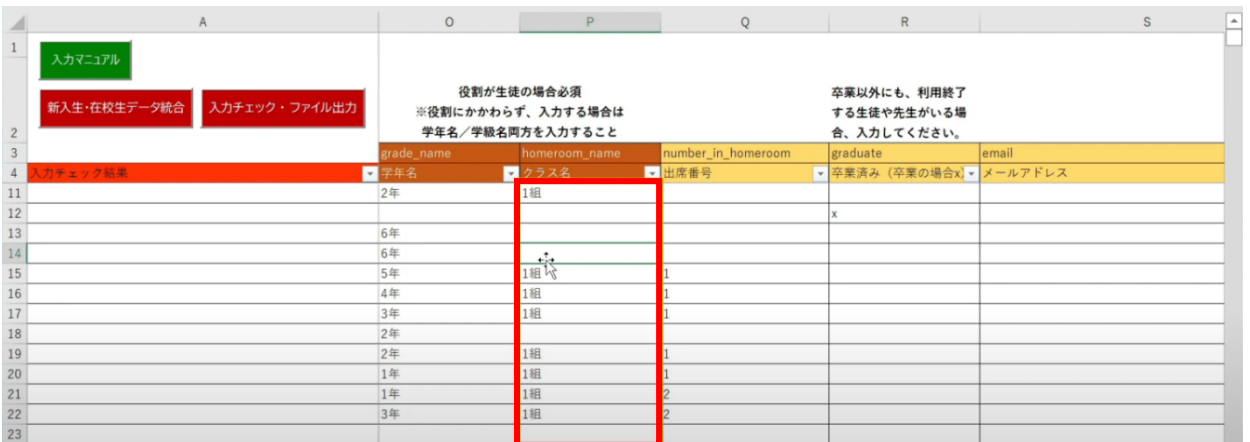 A O P Q R S
1
入力マニュアル
新入生・在校生データ統合 入力チェック・ファイル出力
役割が生徒の場合必須
※役割にかかわらず、入力する場合は
学年名／学級名両方を入力すること
卒業以外にも、利用終了
する生徒や先生がいる場
合、入力してください。
2
3 grade_name homeroom_name number_in_homeroom graduate email
4 入力チェック結果 学年名 クラス名 出席番号 卒業済み（卒業の場合x） メールアドレス
11 2年 1組
12 x
13 6年
14 6年
15 5年 1組 1
16 4年 1組 1
17 3年 1組 1
18 2年
19 2年 1組 1
20 1年 1組 1
21 1年 1組 2
22 3年 1組 2
23